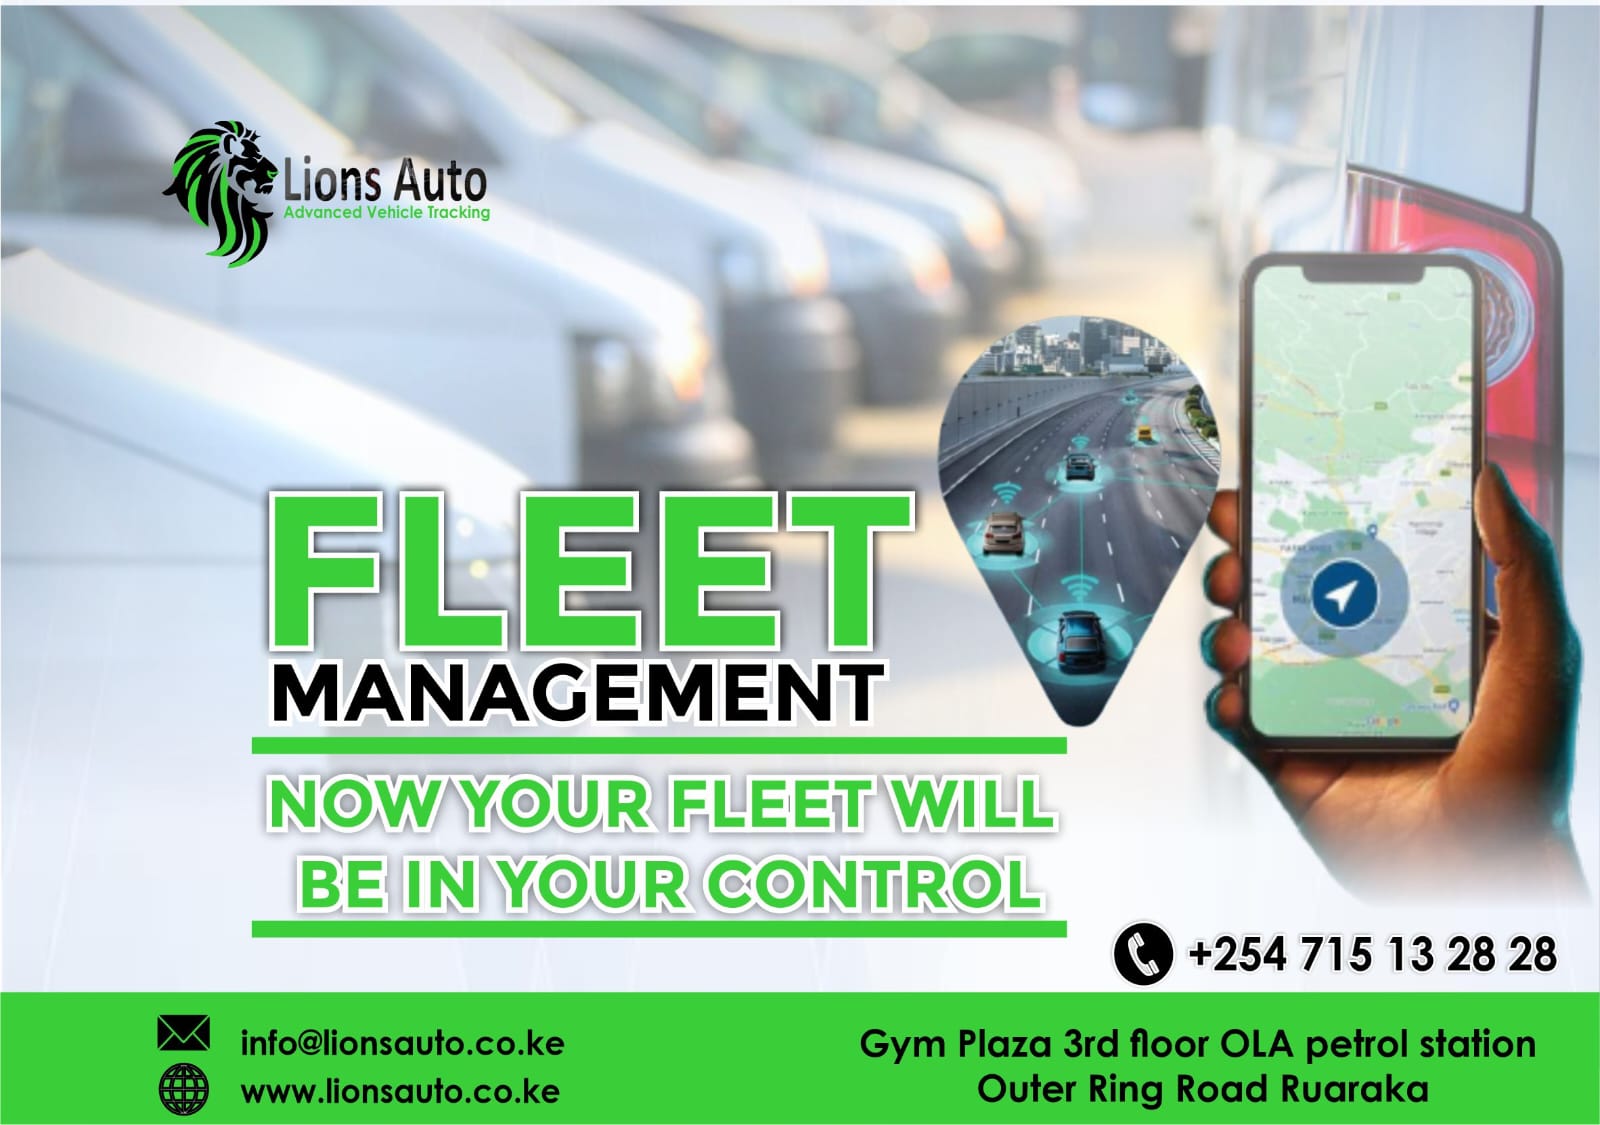 Lions Auto
Advanced Vehicle Tracking
FLEET
MANAGEMENT
NOW YOUR FLEET WILL
BE IN YOUR CONTROL
+254 715 13 28 28
info@lionsauto.co.ke
www.lionsauto.co.ke
Gym Plaza 3rd floor OLA petrol station
Outer Ring Road Ruaraka